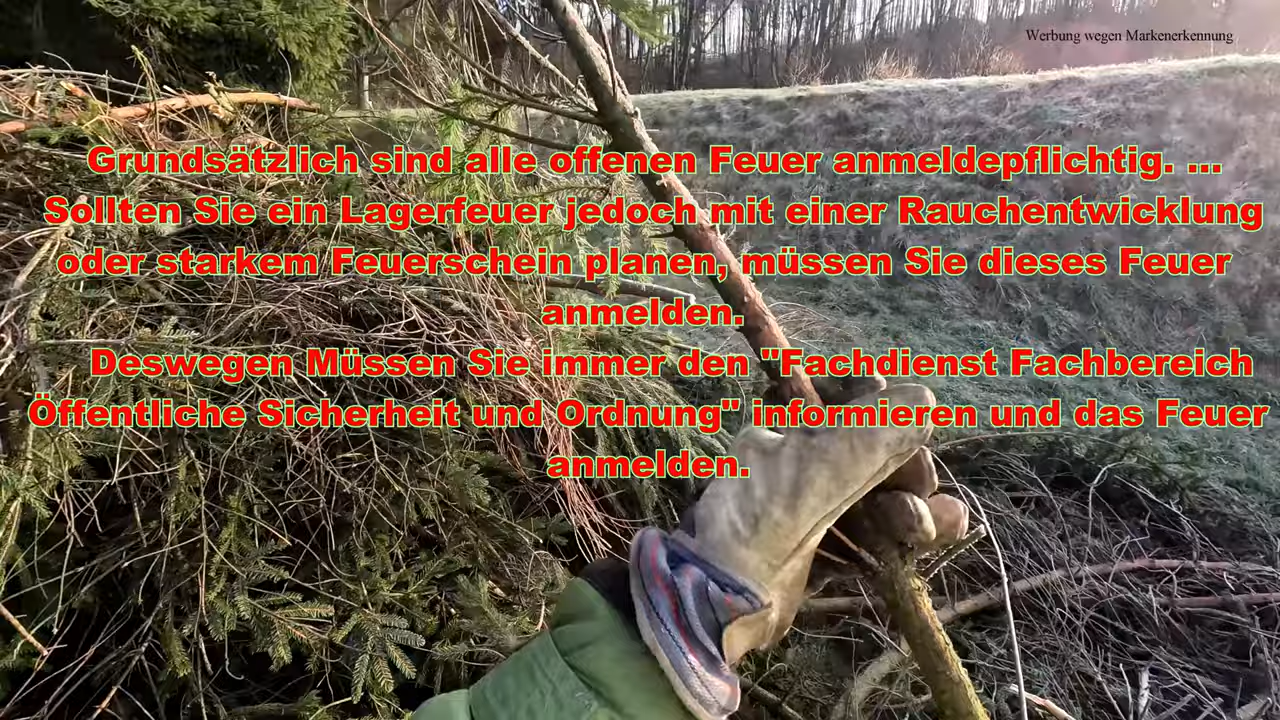 Werbung wegen Markenerkennung
Grundsätzlich sind alle offenen Feuer anmeldepflichtig. ...
Sollten Sie ein Lagerfeuer jedoch mit einer Rauchentwicklung
oder starkem Feuerschein planen, müssen Sie dieses Feuer
anmelden.
Deswegen Müssen Sie immer den "Fachdienst Fachbereich
Öffentliche Sicherheit und Ordnung" informieren und das Feuer
anmelden.